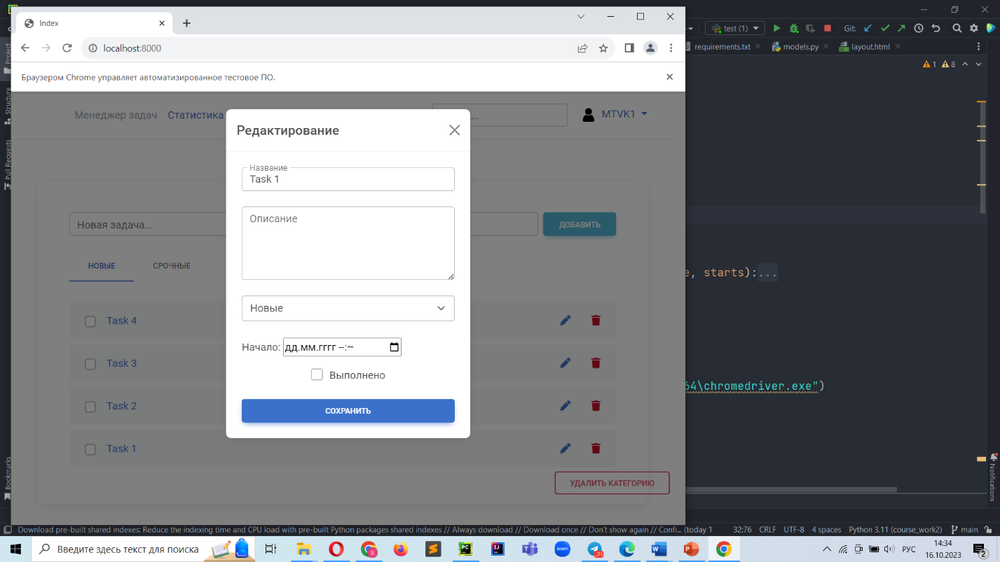 Index
test (1)
Git:
localhost:8000
requirements.txt
models.py
layout.html
Project
Браузером Chrome управляет автоматизированное тестовое ПО.
1
8
Structure
Менеджер задач
Статистика
MTVK1
Pull Requests
Редактирование
Название
Task 1
Новая задача...
Описание
ДОБАВИТЬ
НОВЫЕ
СРОЧНЫЕ
, starts):...
Новые
Task 4
Начало:
дд.мм.гггг --:--
Task 3
Выполнено
64\chromedriver.exe")
Task 2
СОХРАНИТЬ
Task 1
УДАЛИТЬ КАТЕГОРИЮ
Bookmarks
Notifications
Download pre-built shared indexes: Reduce the indexing time and CPU load with pre-built Python packages shared indexes // Always download // Download once // Don't show again // Confi... (today 1
32:76
CRLF
UTF-8
4 spaces
Python 3.11 (course_work2)
main
Введите здесь текст для поиска
РУС
14:34
16.10.2023
2